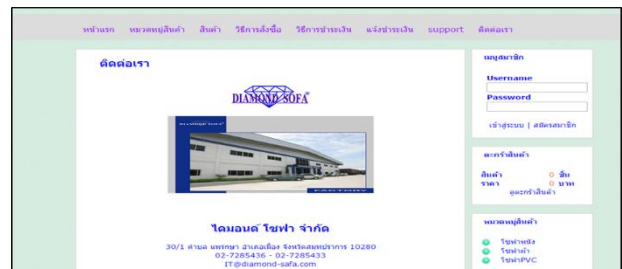 หน้าแรก หมวดหมู่สินค้า สินค้า วิธีการสั่งซื้อ วิธีการชำระเงิน แจ้งชำระเงิน support ติดต่อเรา
ติดต่อเรา
DIAMOND SOFA
FACTORY
ไดมอนด์ โซฟา จำกัด
30/1 ตำบล แพรกษา อำเภอเมือง จังหวัดสมุทรปราการ 10280
02-7285436 - 02-7285433
IT@diamond-safa.com
เมนูสมาชิก
Username
Password
เข้าสู่ระบบ | สมัครสมาชิก
ตะกร้าสินค้า
สินค้า 0 ชิ้น
ราคา 0 บาท
ดูตะกร้าสินค้า
หมวดหมู่สินค้า
โซฟาหนัง
โซฟาผ้า
โซฟาPVC